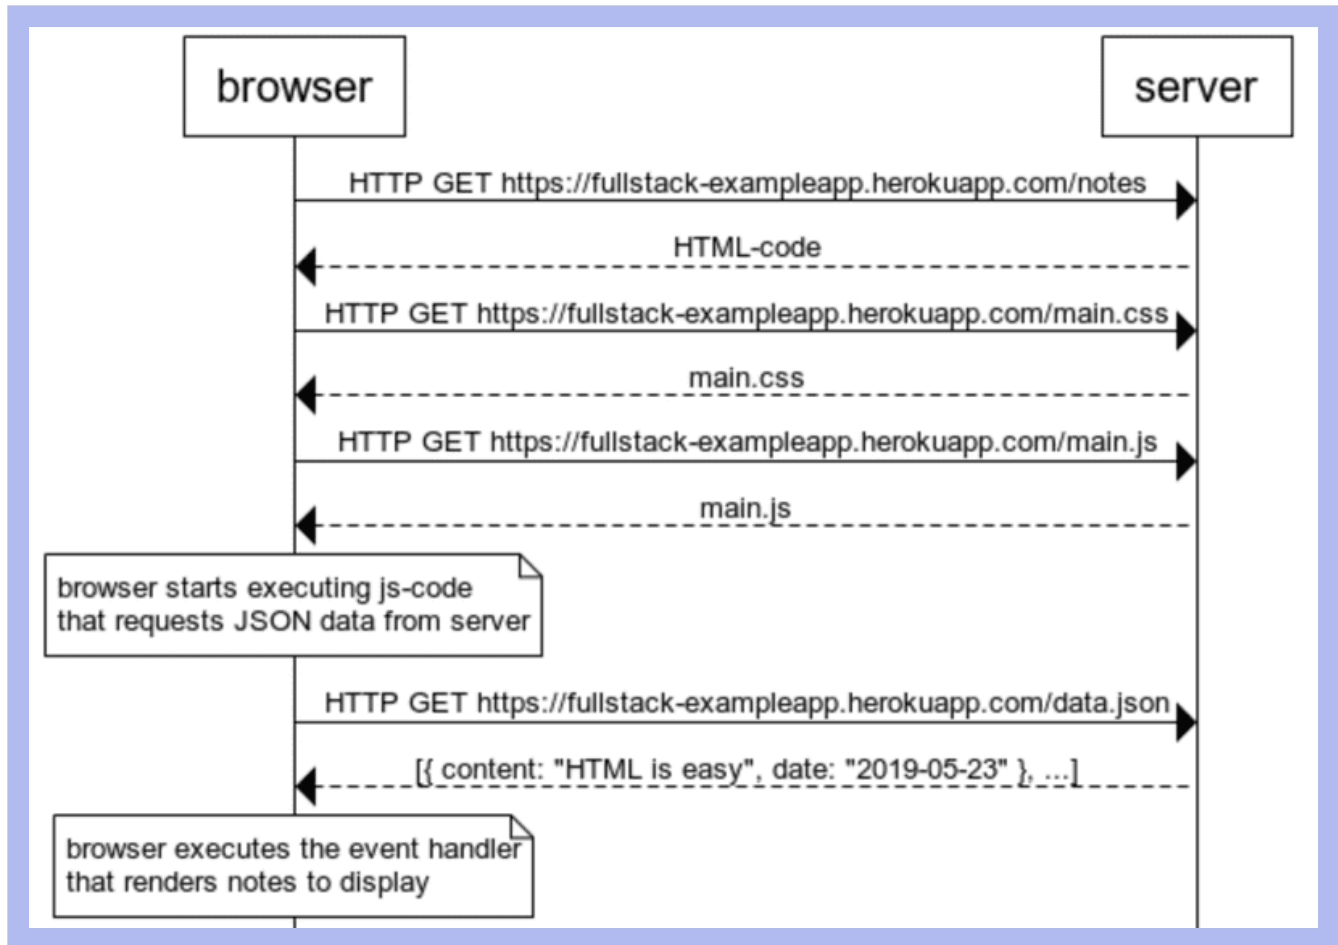 browser
server
HTTP GET https://fullstack-exampleapp.herokuapp.com/notes
HTML-code
HTTP GET https://fullstack-exampleapp.herokuapp.com/main.css
main.css
HTTP GET https://fullstack-exampleapp.herokuapp.com/main.js
main.js
browser starts executing js-code
that requests JSON data from server
HTTP GET https://fullstack-exampleapp.herokuapp.com/data.json
[{ content: "HTML is easy", date: "2019-05-23" }, ...]
browser executes the event handler
that renders notes to display